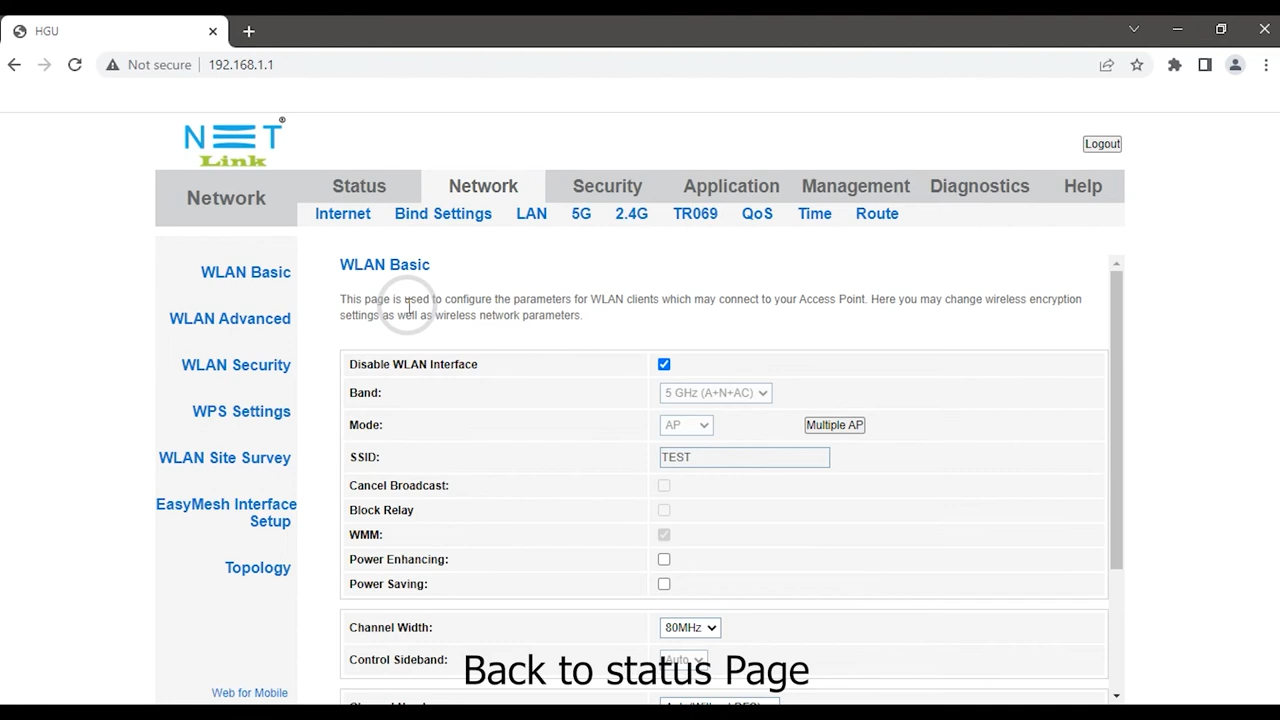 HGU
Not secure
192.168.1.1
NET
Link
Logout
Network
Status
Network
Security
Application
Management
Diagnostics
Help
Internet
Bind Settings
LAN
5G
2.4G
TR069
QoS
Time
Route
WLAN Basic
WLAN Advanced
WLAN Security
WPS Settings
WLAN Site Survey
EasyMesh Interface
Setup
Topology
Web for Mobile
WLAN Basic
This page is used to configure the parameters for WLAN clients which may connect to your Access Point. Here you may change wireless encryption
settings as well as wireless network parameters.
Disable WLAN Interface
Band:
5 GHz (A+N+AC)
Mode:
AP
Multiple AP
SSID:
TEST
Cancel Broadcast:
Block Relay
WMM:
Power Enhancing:
Power Saving:
Channel Width:
80MHz
Control Sideband:
Auto
Back to status Page